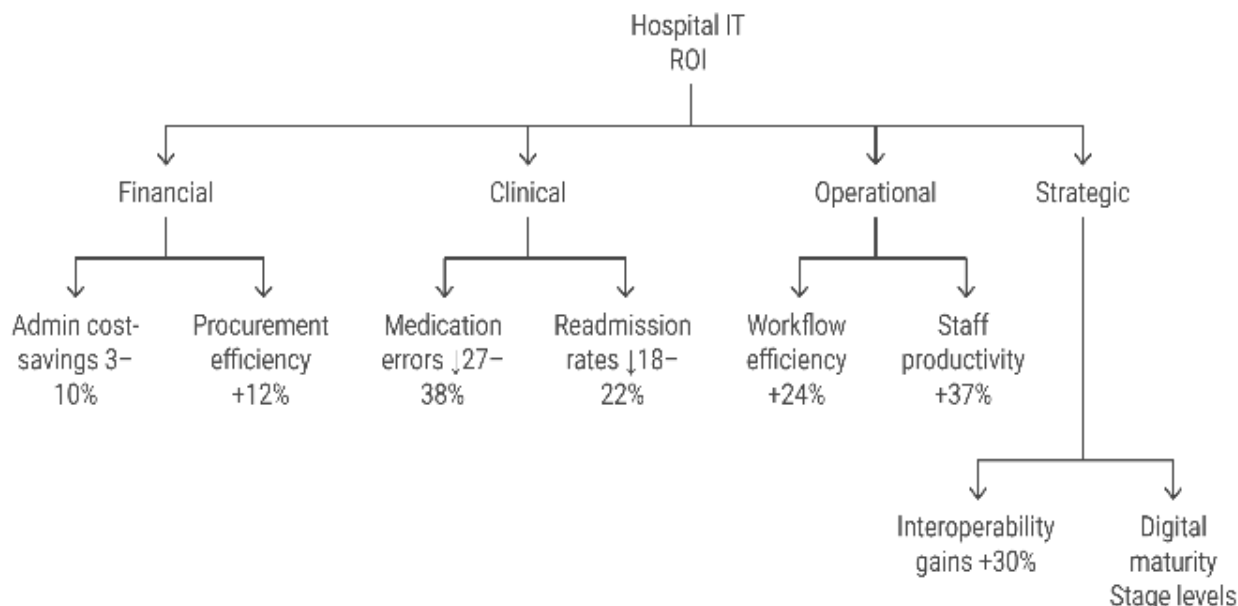 Hospital IT
ROI
Financial
Clinical
Operational
Strategic
Admin cost-
savings 3–
10%
Procurement
efficiency
+12%
Medication
errors ↓27–
38%
Readmission
rates ↓18–
22%
Workflow
efficiency
+24%
Staff
productivity
+37%
Interoperability
gains +30%
Digital
maturity
Stage levels